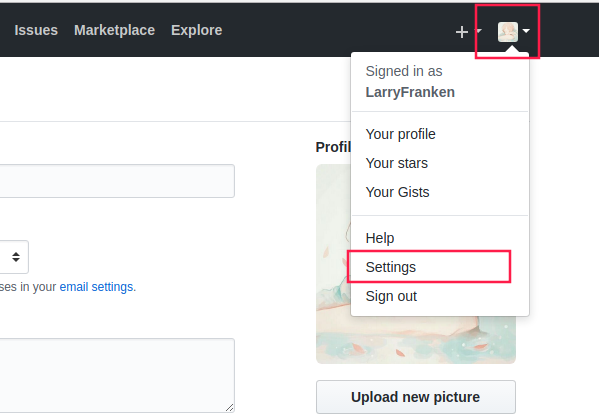 Issues Marketplace Explore
Signed in as
LarryFranken
Your profile
Your stars
Your Gists
Help
Settings
Sign out
ses in your email settings.
Upload new picture